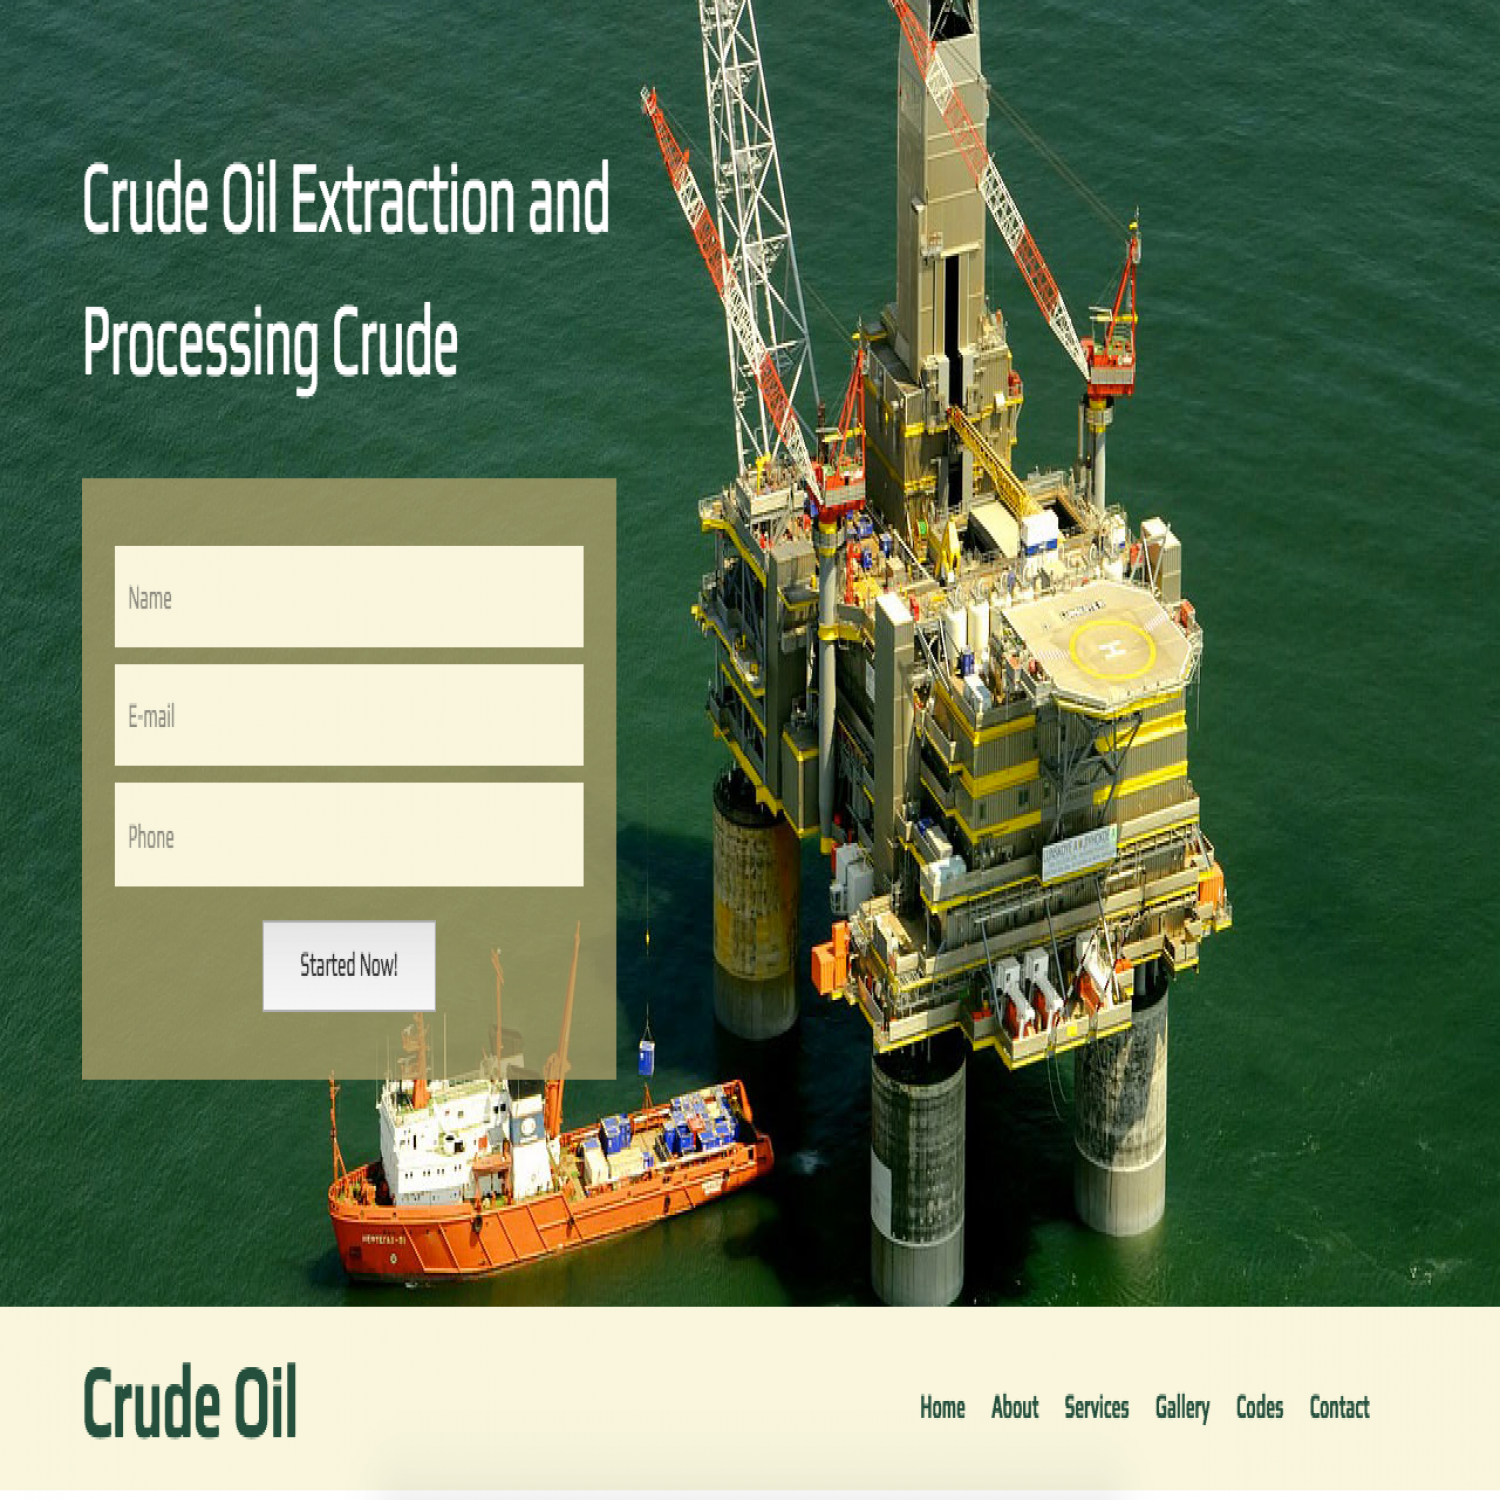 Crude Oil Extraction and
Processing Crude
Name
E-mail
Phone
Started Now!
H
Crude Oil
Home About Services Gallery Codes Contact